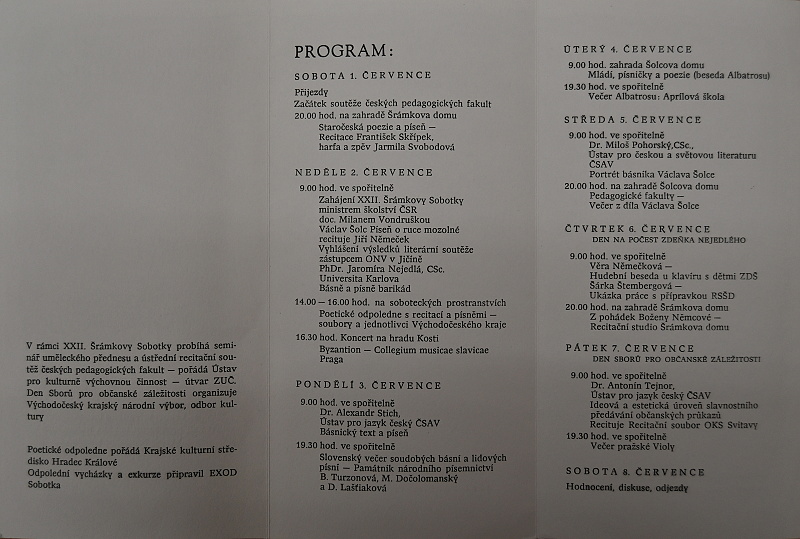 V rámci XXII. Šrámkovy Sobotky probíhá semi-
nář uměleckého přednesu a ústřední recitační sou-
těž českých pedagogických fakult — pořádá Ústav
pro kulturně výchovnou činnost — útvar ZUČ.
Den Sborů pro občanské záležitosti organizuje
Východočeský krajský národní výbor, odbor kul-
tury
Poetické odpoledne pořádá Krajské kulturní stře-
disko Hradec Králové
Odpolední vycházky a exkurze připravil EXOD
Sobotka
PROGRAM:
SOBOTA 1. ČERVENCE
Příjezdy
Začátek soutěže českých pedagogických fakult
20.00 hod. na zahradě Šrámkova domu
Staročeská poezie a píseň —
Recitace František Skřípek,
harfa a zpěv Jarmila Svobodová
NEDĚLE 2. ČERVENCE
9.00 hod. ve spořitelně
Zahájení XXII. Šrámkovy Sobotky
ministrem školství ČSR
doc. Milanem Vondruškou
Václav Šolc Píseň o ruce mozolné
recituje Jiří Němeček
Vyhlášení výsledků literární soutěže
zástupcem ONV v Jičíně
PhDr. Jaromíra Nejedlá, CSc.
Universita Karlova
Básně a písně barikád
14.00 — 16.00 hod. na soboteckých prostranstvích
Poetické odpoledne s recitací a písněmi —
soubory a jednotlivci Východočeského kraje
16.30 hod. Koncert na hradu Kosti
Byzantion — Collegium musicae slavicae
Praga
PONDĚLÍ 3. ČERVENCE
9.00 hod. ve spořitelně
Dr. Alexandr Stich,
Ústav pro jazyk český ČSAV
Básnický text a píseň
19.30 hod. ve spořitelně
Slovenský večer soudobých básní a lidových
písní — Památník národního písemnictví
B. Turzonová, M. Dočolomanský
a D. Lašťiaková
ÚTERÝ 4. ČERVENCE
9.00 hod. zahrada Šolcova domu
Mládí, písničky a poezie (beseda Albatrosu)
19.30 hod. ve spořitelně
Večer Albatrosu: Aprílová škola
STŘEDA 5. ČERVENCE
9.00 hod. ve spořitelně
Dr. Miloš Pohorský,CSc.,
Ústav pro českou a světovou literaturu
ČSAV
Portrét básníka Václava Šolce
20.00 hod. na zahradě Šolcova domu
Pedagogické fakulty —
Večer z díla Václava Šolce
ČTVRTEK 6. ČERVENCE
DEN NA POČEST ZDEŇKA NEJEDLÉHO
9.00 hod. ve spořitelně
Věra Němečková —
Hudební beseda u klavíru s dětmi ZDŠ
Šárka Štembergová —
Ukázka práce s přípravkou RSŠD
20.00 hod. na zahradě Šrámkova domu
Z pohádek Boženy Němcové —
Recitační studio Šrámkova domu
PÁTEK 7. ČERVENCE
DEN SBORŮ PRO OBČANSKÉ ZÁLEŽITOSTI
9.00 hod. ve spořitelně
Dr. Antonín Tejnor,
Ústav pro jazyk český ČSAV
Ideová a estetická úroveň slavnostního
předávání občanských průkazů
Recituje Recitační soubor OKS Svitavy
19.30 hod. ve spořitelně
Večer pražské Violy
SOBOTA 8. ČERVENCE
Hodnocení, diskuse, odjezdy